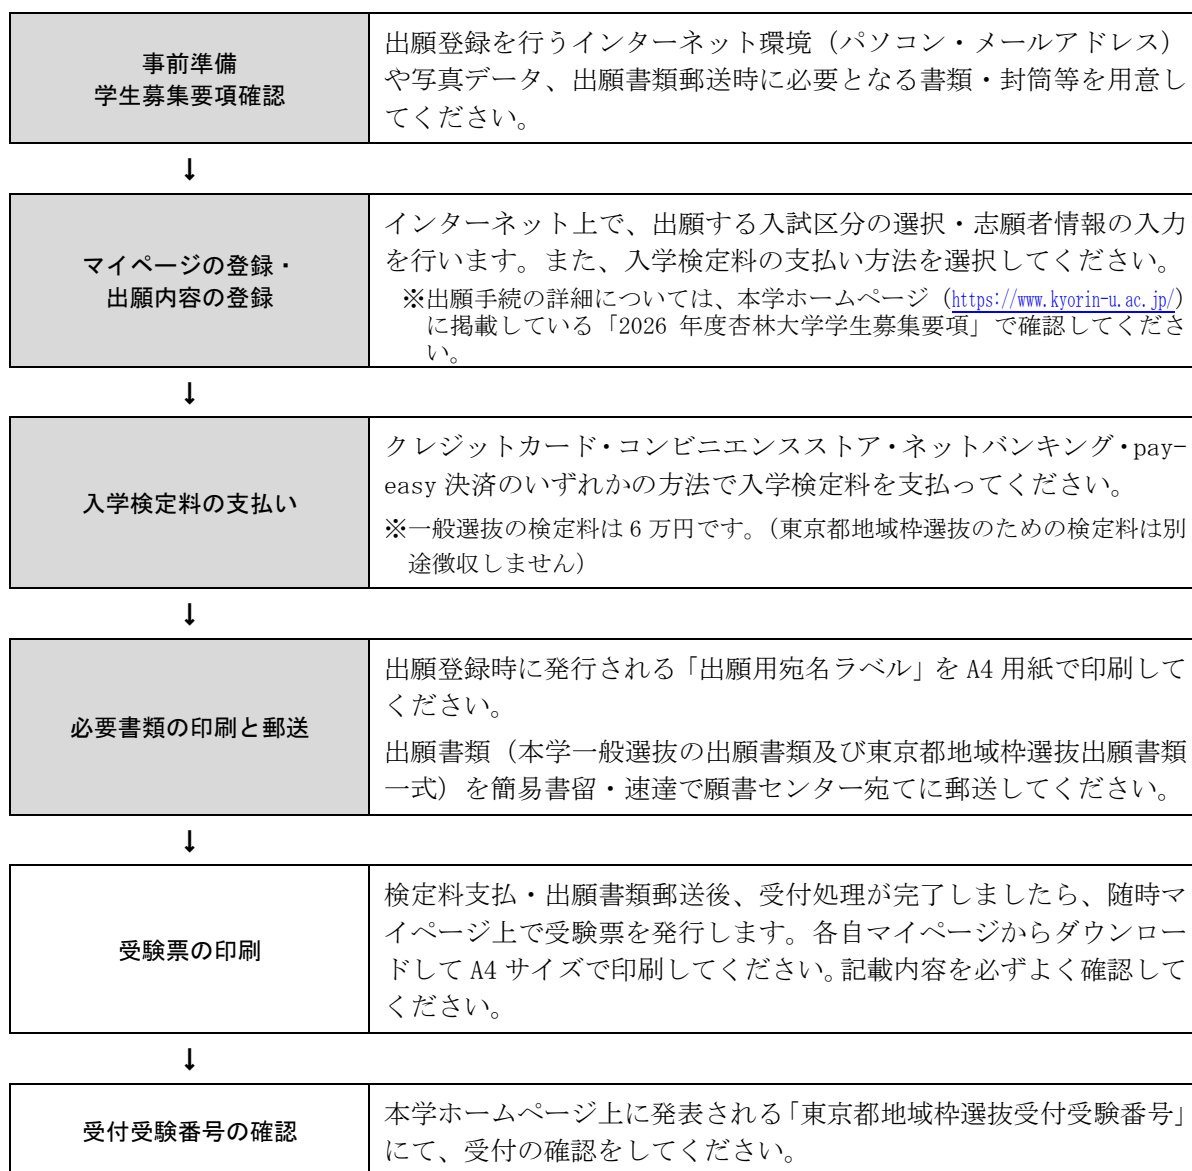 事前準備
学生募集要項確認
出願登録を行うインターネット環境（パソコン・メールアドレス）
や写真データ、出願書類郵送時に必要となる書類・封筒等を用意し
てください。
↓
マイページの登録・
出願内容の登録
インターネット上で、出願する入試区分の選択・志願者情報の入力
を行います。また、入学検定料の支払い方法を選択してください。
※出願手続の詳細については、本学ホームページ（https://www.kyorin-u.ac.jp/）
に掲載している「2026 年度杏林大学学生募集要項」で確認してくださ
い。
↓
入学検定料の支払い
クレジットカード・コンビニエンスストア・ネットバンキング・pay-
easy 決済のいずれかの方法で入学検定料を支払ってください。
※一般選抜の検定料は 6 万円です。（東京都地域枠選抜のための検定料は別
途徴収しません）
↓
必要書類の印刷と郵送
出願登録時に発行される「出願用宛名ラベル」を A4 用紙で印刷して
ください。
出願書類（本学一般選抜の出願書類及び東京都地域枠選抜出願書類
一式）を簡易書留・速達で願書センター宛てに郵送してください。
↓
受験票の印刷
検定料支払・出願書類郵送後、受付処理が完了しましたら、随時マ
イページ上で受験票を発行します。各自マイページからダウンロー
ドして A4 サイズで印刷してください。記載内容を必ずよく確認して
ください。
↓
受付受験番号の確認
本学ホームページ上に発表される「東京都地域枠選抜受付受験番号」
にて、受付の確認をしてください。